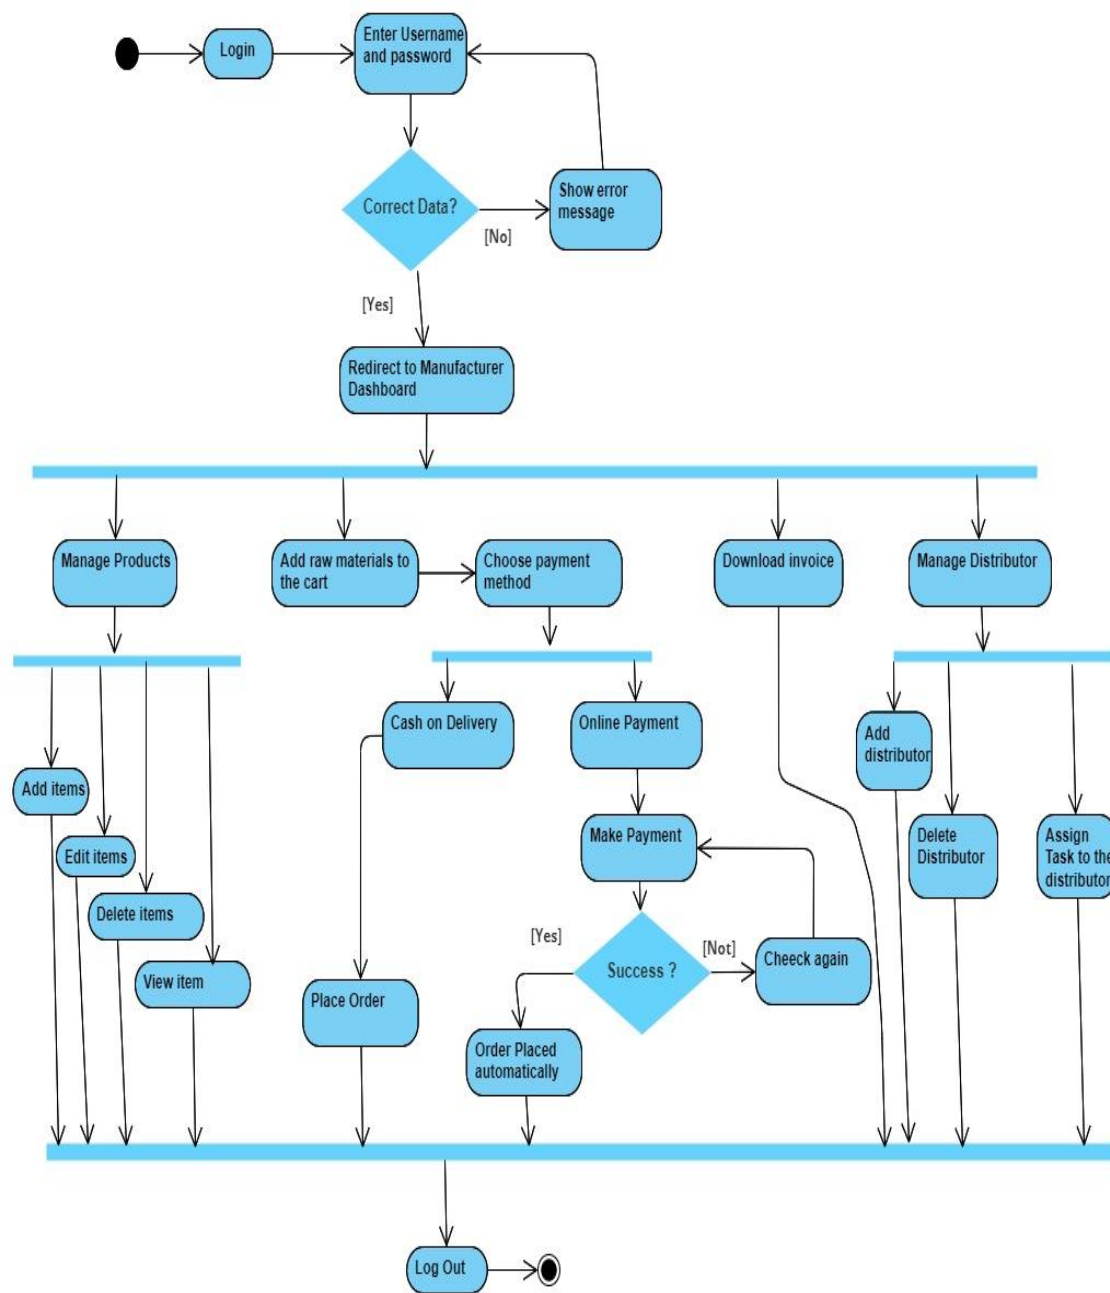 Login
Enter Username
and password
Correct Data?
[No]
Show error
message
[Yes]
Redirect to Manufacturer
Dashboard
Manage Products
Add raw materials to
the cart
Choose payment
method
Download invoice
Manage Distributor
Cash on Delivery
Online Payment
Add
distributor
Add items
Edit items
Delete items
View item
Make Payment
Delete
Distributor
Assign
Task to the
distributor
[Yes]
Success ?
[Not]
Cheeck again
Place Order
Order Placed
automatically
Log Out